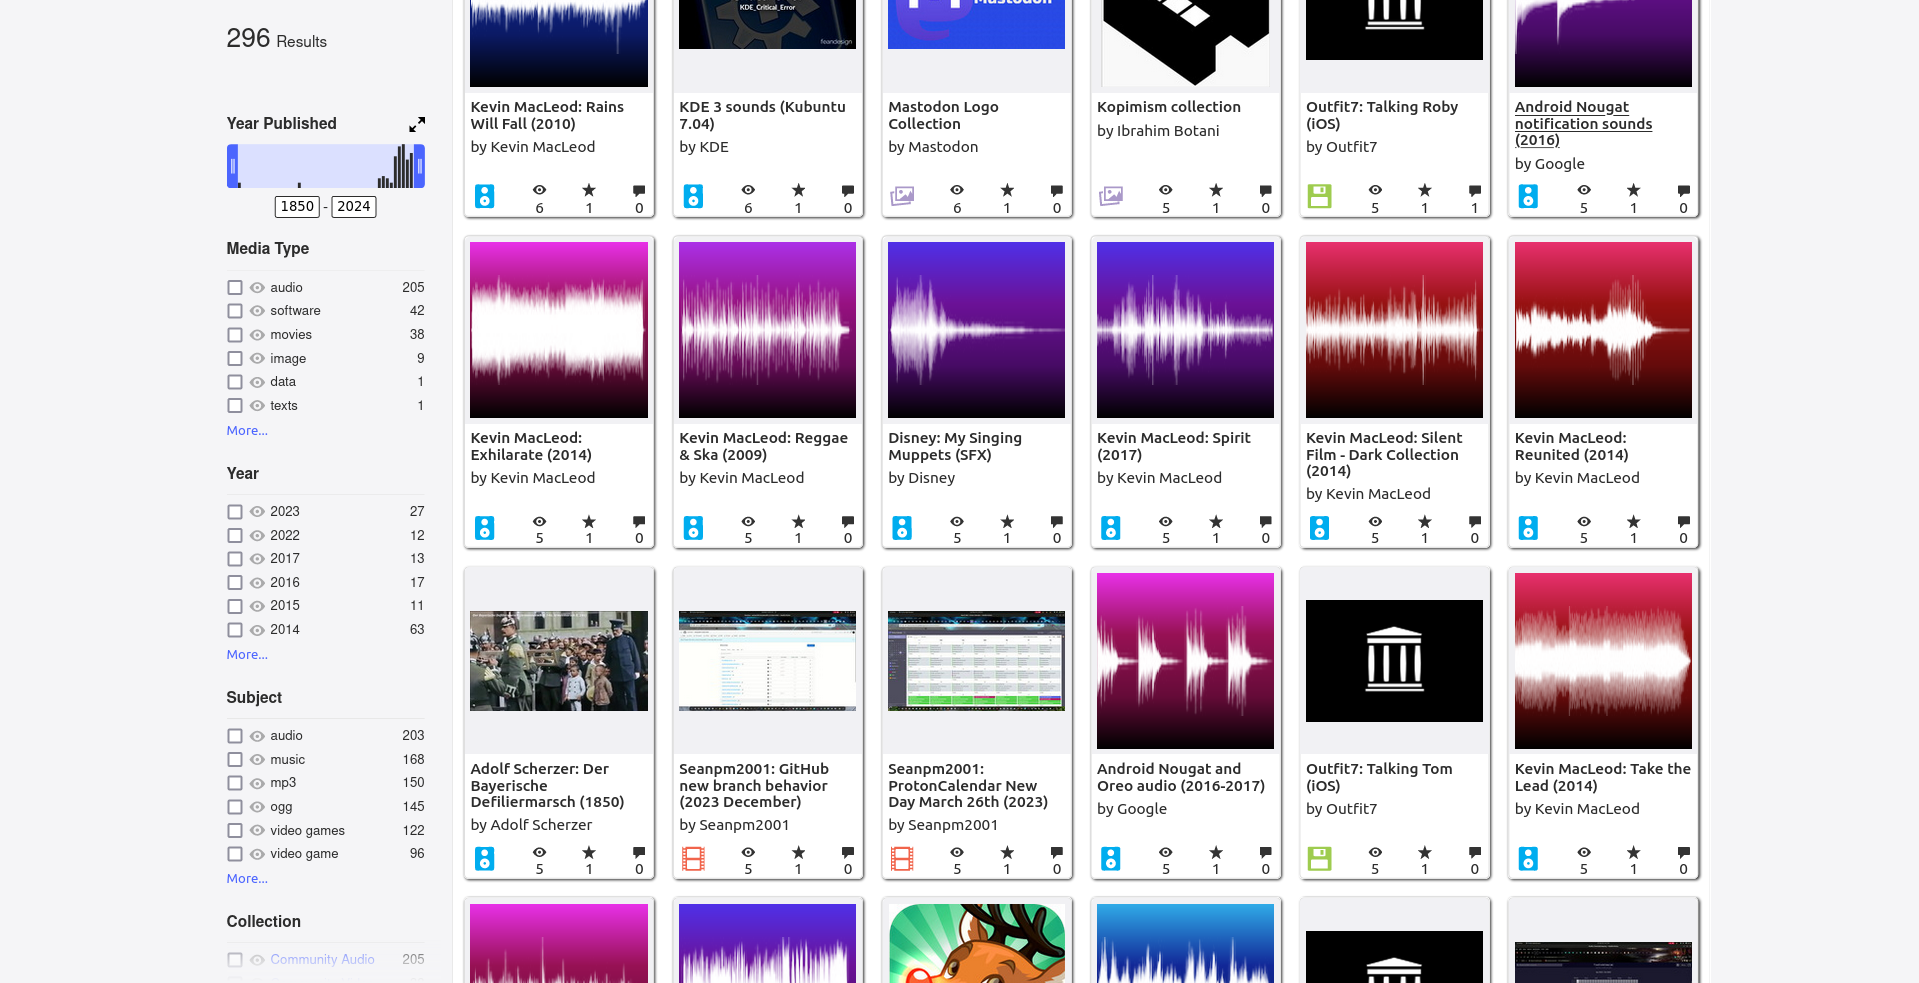 296 Results
Year Published
1850 - 2024
Media Type
audio 205
software 42
movies 38
image 9
data 1
texts 1
More...
Year
2023 27
2022 12
2017 13
2016 17
2015 11
2014 63
More...
Subject
audio 203
music 168
mp3 150
ogg 145
video games 122
video game 96
More...
Collection
Community Audio 205
KDE_Critical_Error
feandesign
Mastodon
Kevin MacLeod: Rains
Will Fall (2010)
by Kevin MacLeod
6 1 0
KDE 3 sounds (Kubuntu
7.04)
by KDE
6 1 0
Mastodon Logo
Collection
by Mastodon
6 1 0
Kopimism collection
by Ibrahim Botani
5 1 0
Outfit7: Talking Roby
(iOS)
by Outfit7
5 1 1
Android Nougat
notification sounds
(2016)
by Google
5 1 0
Kevin MacLeod:
Exhilarate (2014)
by Kevin MacLeod
5 1 0
Kevin MacLeod: Reggae
& Ska (2009)
by Kevin MacLeod
5 1 0
Disney: My Singing
Muppets (SFX)
by Disney
5 1 0
Kevin MacLeod: Spirit
(2017)
by Kevin MacLeod
5 1 0
Kevin MacLeod: Silent
Film - Dark Collection
(2014)
by Kevin MacLeod
5 1 0
Kevin MacLeod:
Reunited (2014)
by Kevin MacLeod
5 1 0
Adolf Scherzer: Der
Bayerische
Defiliermarsch (1850)
by Adolf Scherzer
5 1 0
Seanpm2001: GitHub
new branch behavior
(2023 December)
by Seanpm2001
5 1 0
Seanpm2001:
ProtonCalendar New
Day March 26th (2023)
by Seanpm2001
5 1 0
Android Nougat and
Oreo audio (2016-2017)
by Google
5 1 0
Outfit7: Talking Tom
(iOS)
by Outfit7
5 1 0
Kevin MacLeod: Take the
Lead (2014)
by Kevin MacLeod
5 1 0